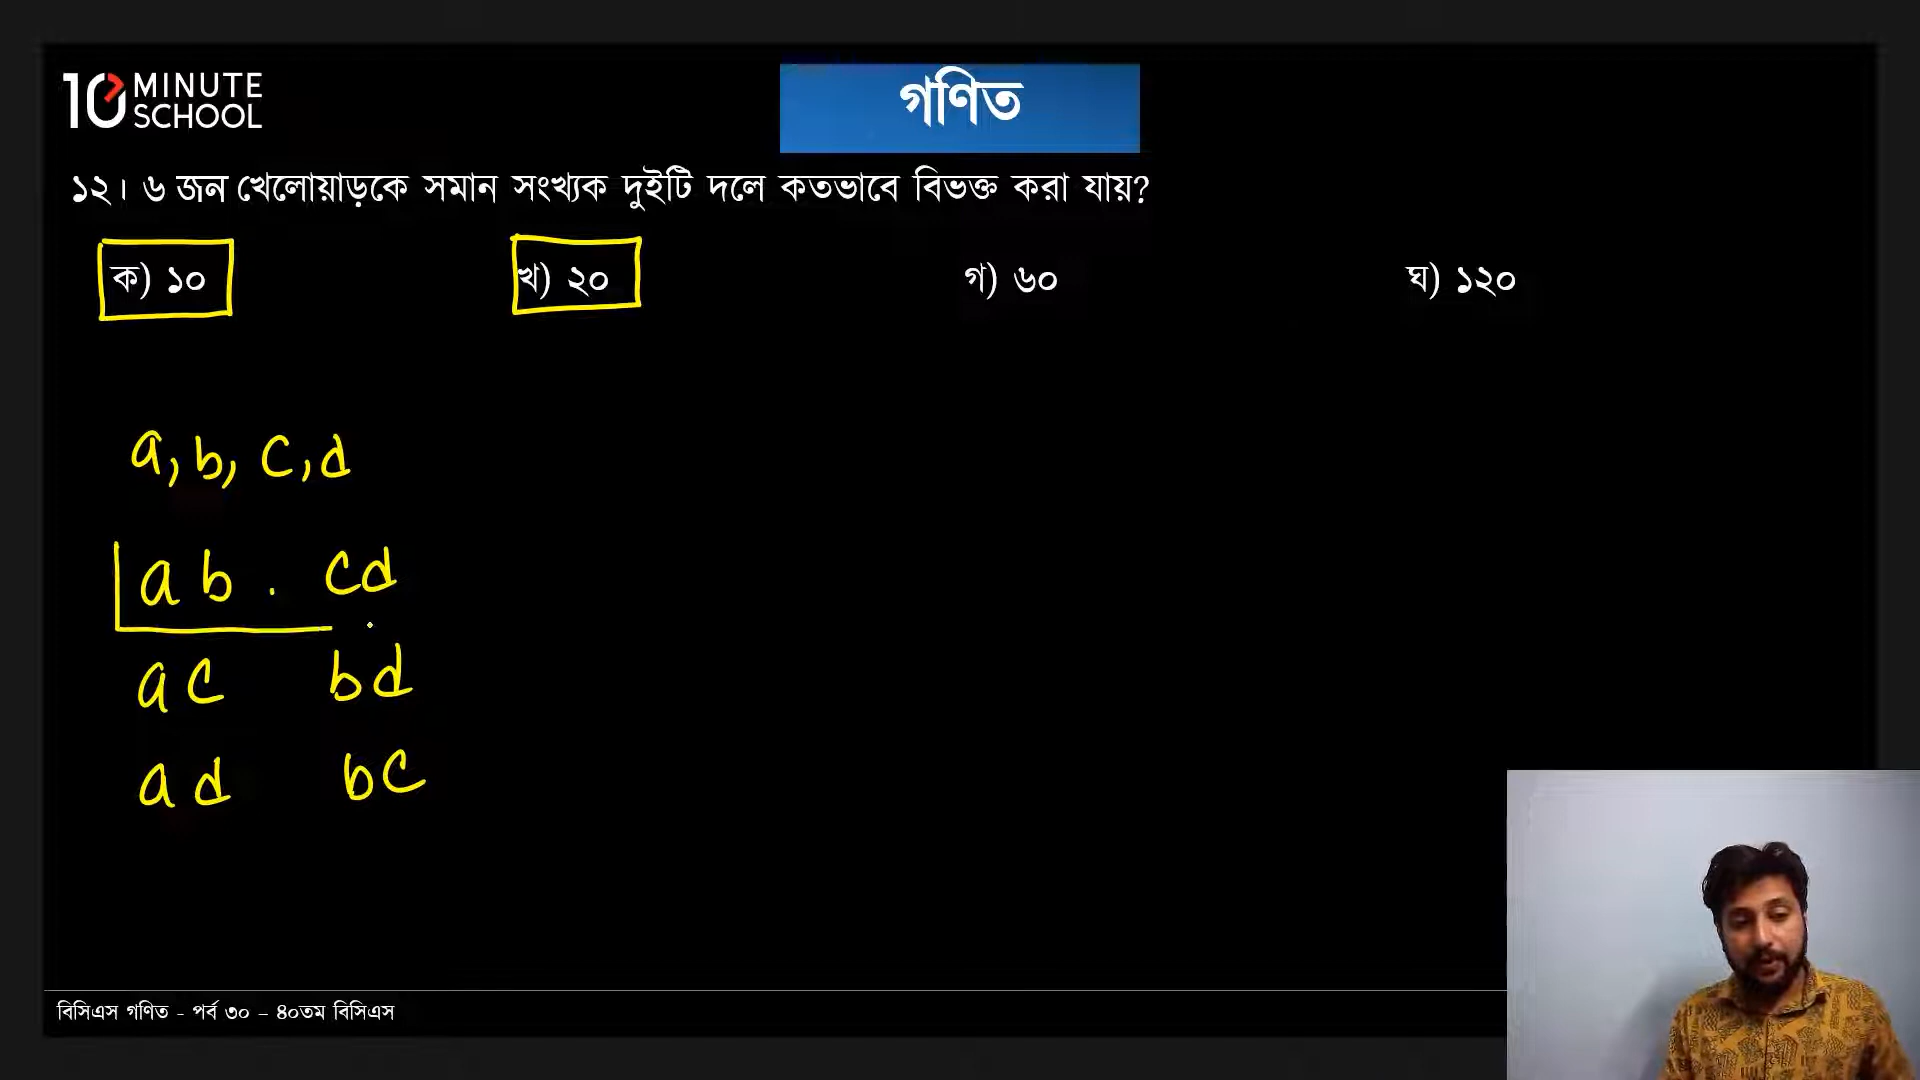 10 MINUTE SCHOOL
গণিত
১২। ৬ জন খেলোয়াড়কে সমান সংখ্যক দুইটি দলে কতভাবে বিভক্ত করা যায়?
ক) ১০ খ) ২০ গ) ৬০ ঘ) ১২০
a, b, c, d
ab . cd
ac bd
ad bc
বিসিএস গণিত - পর্ব ৩০ – ৪০তম বিসিএস